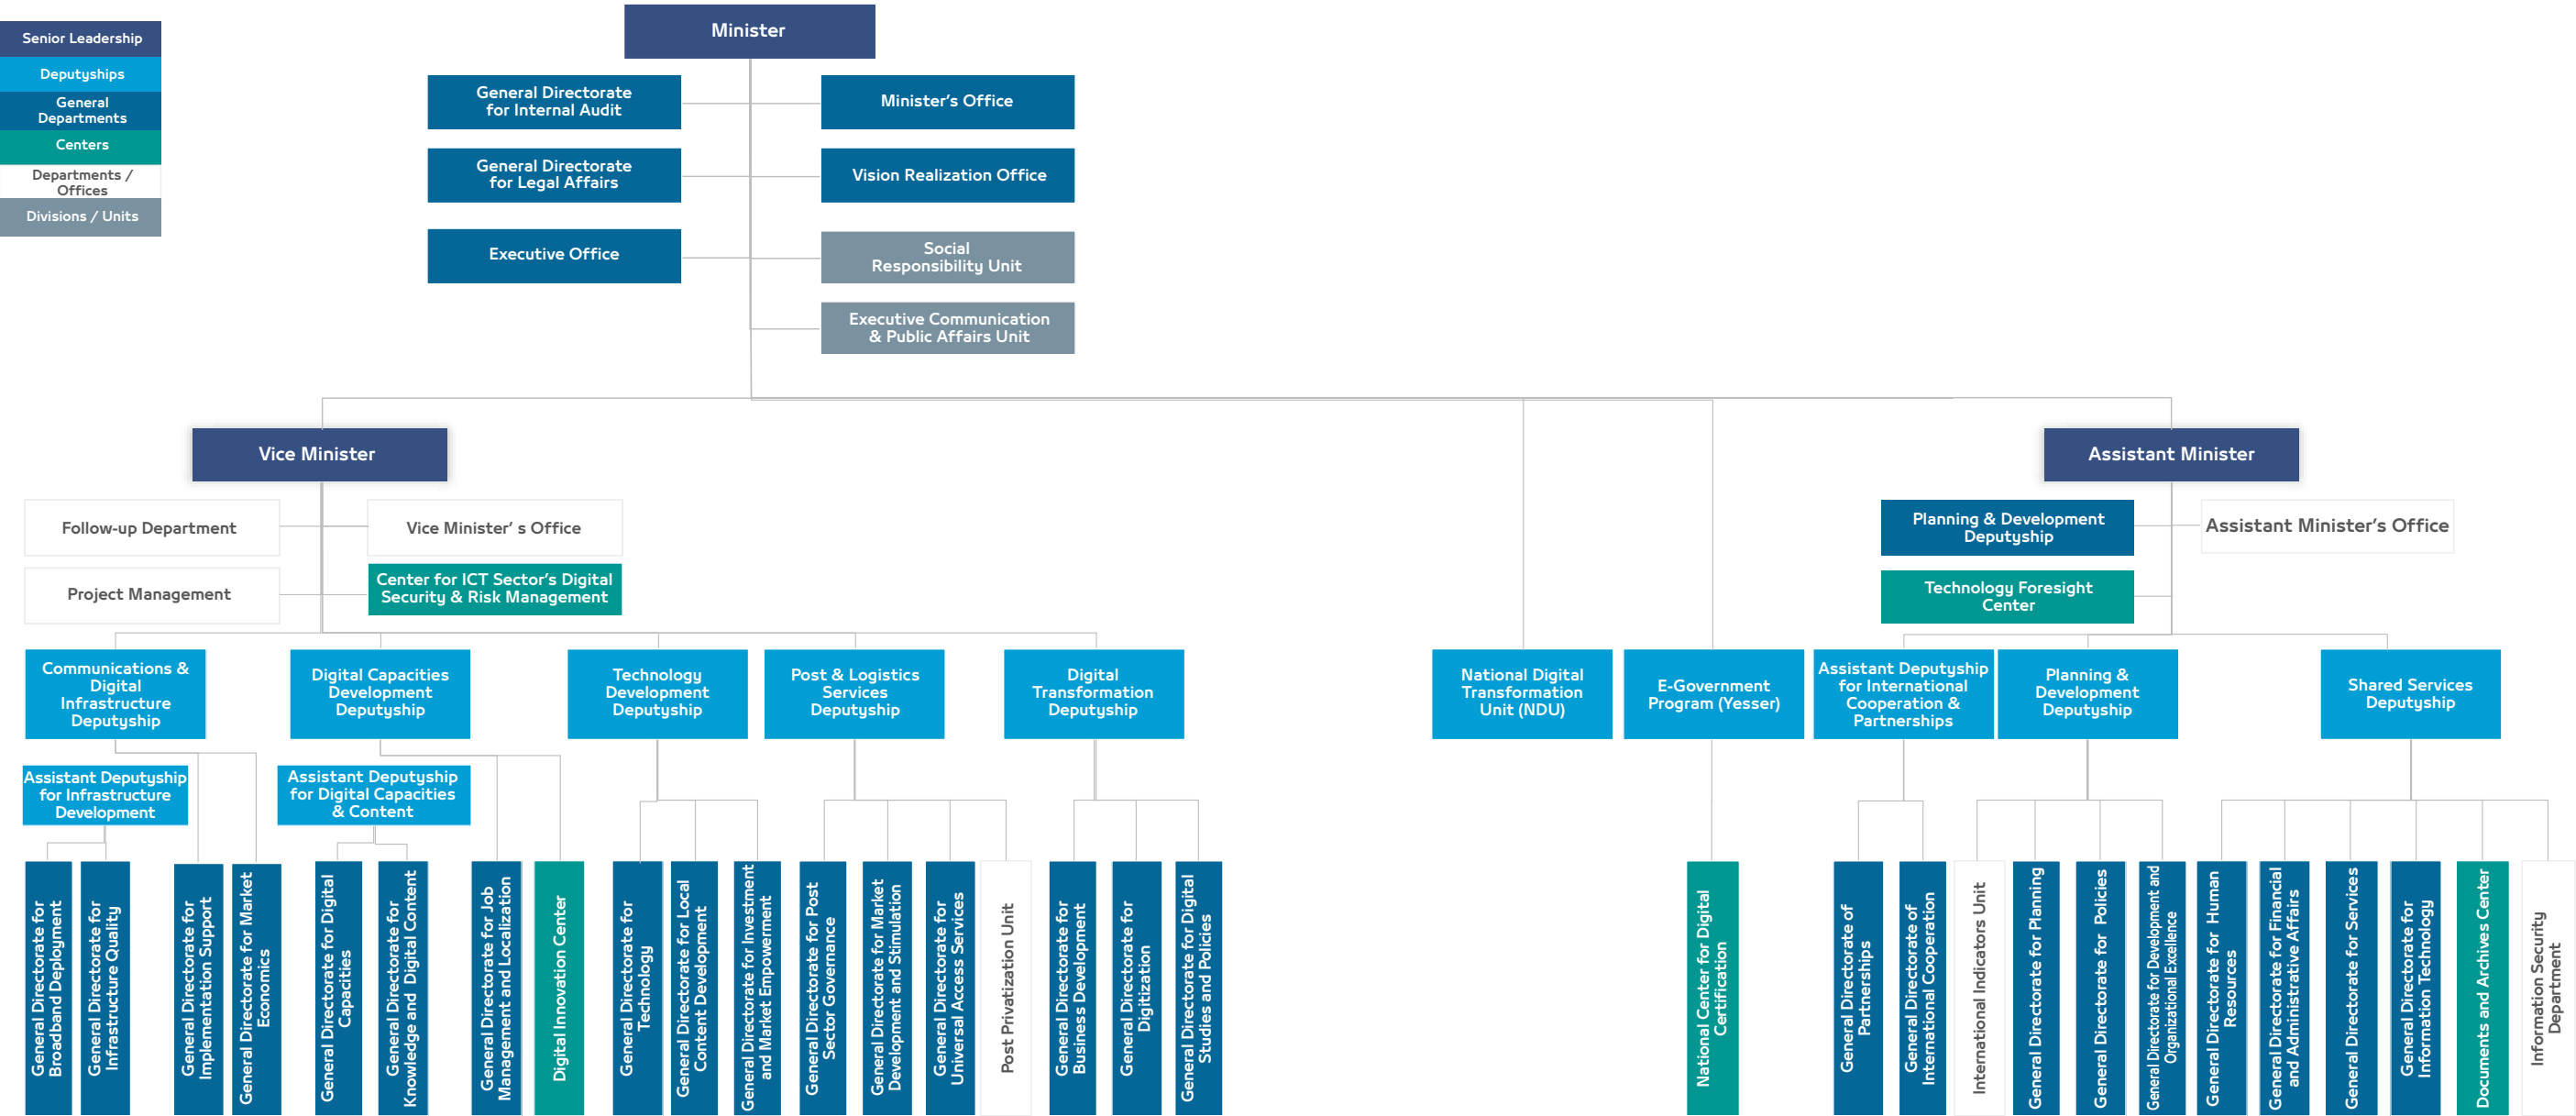 Minister
Senior Leadership
Deputyships
General
Departments
Centers
Departments /
Offices
Divisions / Units
General Directorate
for Internal Audit
Minister's Office
General Directorate
for Legal Affairs
Vision Realization Office
Executive Office
Social
Responsibility Unit
Executive Communication
& Public Affairs Unit
Vice Minister
Assistant Minister
Follow-up Department
Vice Minister' s Office
Project Management
Center for ICT Sector's Digital
Security & Risk Management
Planning & Development
Deputyship
Assistant Minister's Office
Technology Foresight
Center
Communications &
Digital
Infrastructure
Deputyship
Digital Capacities
Development
Deputyship
Technology
Development
Deputyship
Post & Logistics
Services
Deputyship
Digital
Transformation
Deputyship
National Digital
Transformation
Unit (NDU)
E-Government
Program (Yesser)
Assistant Deputyship
for International
Cooperation &
Partnerships
Planning &
Development
Deputyship
Shared Services
Deputyship
Assistant Deputyship
for Infrastructure
Development
Assistant Deputyship
for Digital Capacities
& Content
General Directorate for
Broadband Deployment
General Directorate for
Infrastructure Quality
General Directorate for
Implementation Support
General Directorate for Market
Economics
General Directorate for Digital
Capacities
General Directorate for
Knowledge and Digital Content
General Directorate for Job
Management and Localization
Digital Innovation Center
General Directorate for
Technology
General Directorate for Local
Content Development
General Directorate for Investment
and Market Empowerment
General Directorate for Post
Sector Governance
General Directorate for Market
Development and Stimulation
General Directorate for
Universal Access Services
Post Privatization Unit
General Directorate for
Business Development
General Directorate for
Digitization
General Directorate for Digital
Studies and Policies
National Center for Digital
Certification
General Directorate of
Partnerships
General Directorate of
International Cooperation
International Indicators Unit
General Directorate for Planning
General Directorate for Policies
General Directorate for Development and
Organizational Excellence
General Directorate for Human
Resources
General Directorate for Financial
and Administrative Affairs
General Directorate for Services
General Directorate for
Information Technology
Documents and Archives Center
Information Security
Department